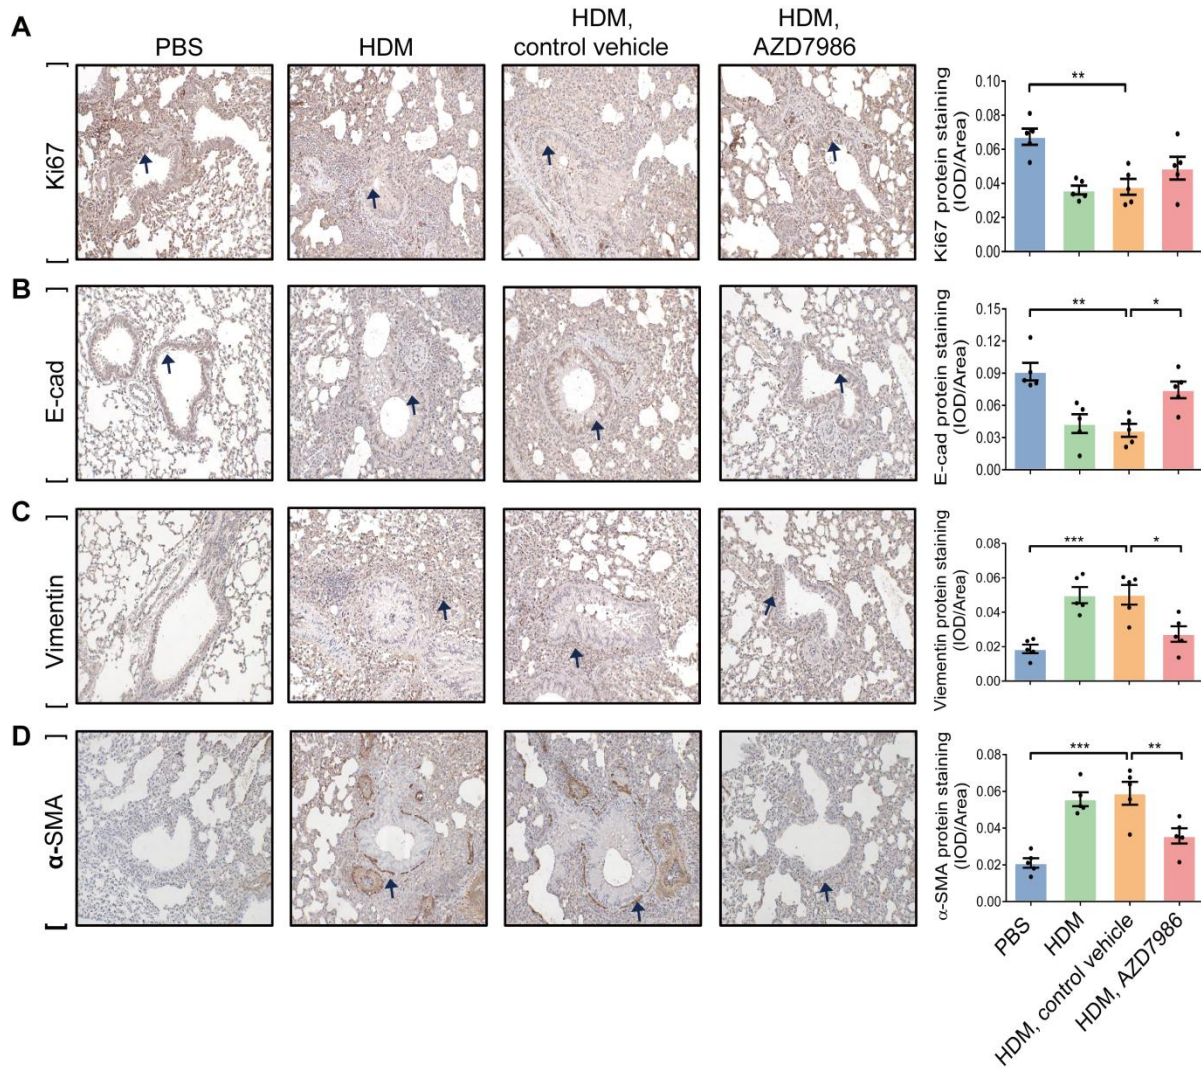 A
PBS
HDM
HDM,
control vehicle
HDM,
AZD7986
[ Ki67 ]
Ki67 protein staining
(IOD/Area)
0.10
0.08
0.06
0.04
0.02
0.00
**
B
[ E-cad ]
E-cad protein staining
(IOD/Area)
0.15
0.12
0.09
0.06
0.03
0.00
**
*
C
[ Vimentin ]
Viementin protein staining
(IOD/Area)
0.08
0.06
0.04
0.02
0.00
***
*
D
[ α-SMA ]
α-SMA protein staining
(IOD/Area)
0.08
0.06
0.04
0.02
0.00
***
**
PBS
HDM
HDM, control vehicle
HDM, AZD7986